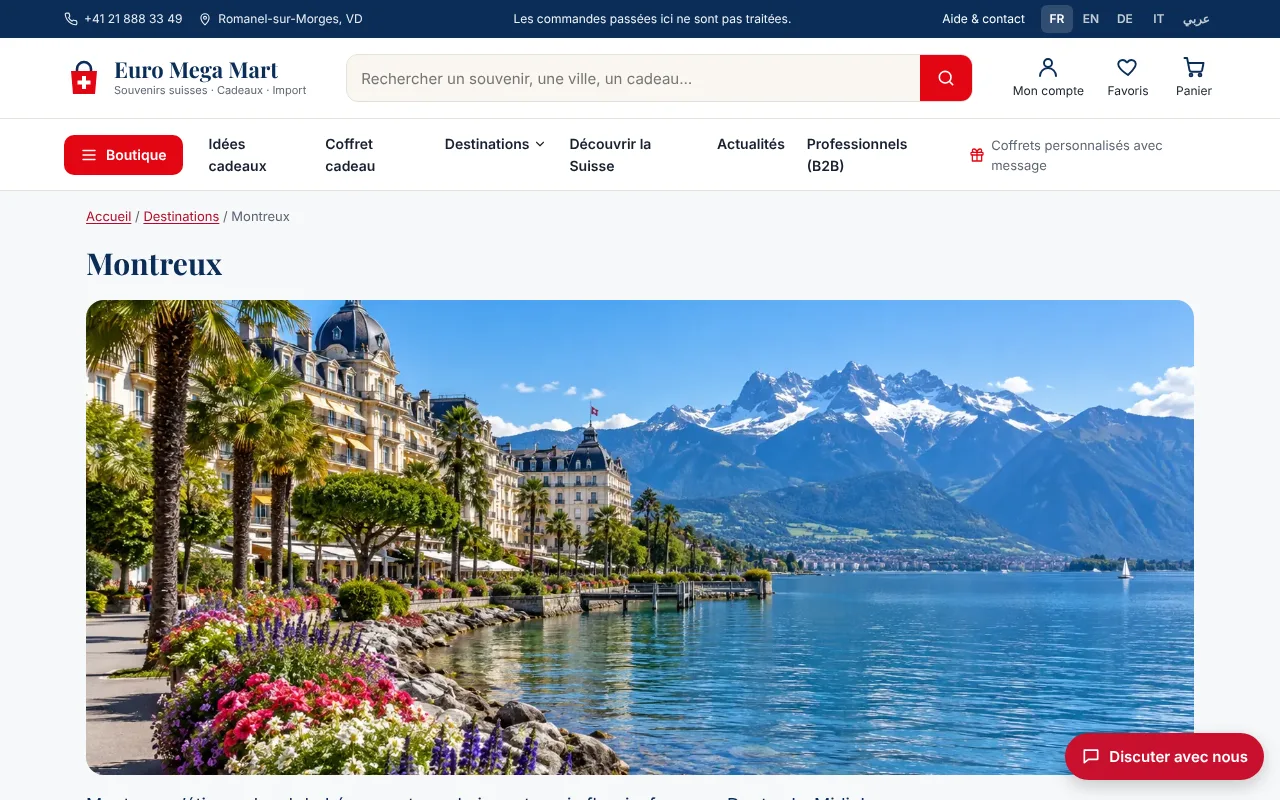 +41 21 888 33 49
Romanel-sur-Morges, VD
Les commandes passées ici ne sont pas traitées.
Aide & contact
FR
EN
DE
IT
عربي
Euro Mega Mart
Souvenirs suisses · Cadeaux · Import
Rechercher un souvenir, une ville, un cadeau...
Mon compte
Favoris
Panier
Boutique
Idées
cadeaux
Coffret
cadeau
Destinations
Découvrir la
Suisse
Actualités
Professionnels
(B2B)
Coffrets personnalisés avec
message
Accueil / Destinations / Montreux
Montreux
Discuter avec nous